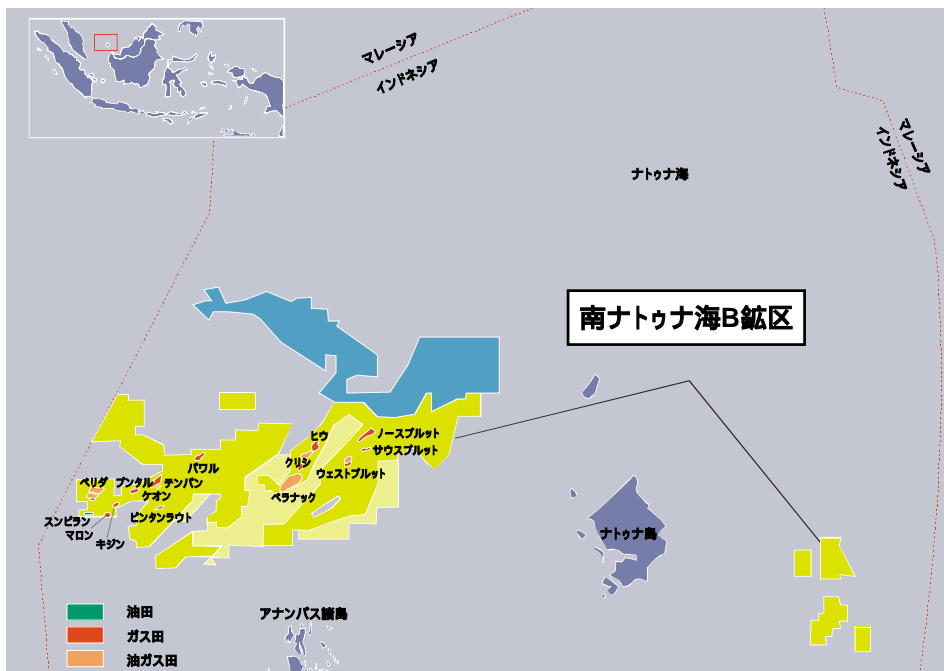 マレーシア
インドネシア
マレーシア
インドネシア
ナトゥナ海
南ナトゥナ海B鉱区
ヒウ
ノースブルット
サウスブルット
クリシ
ウェストブルット
ペラナック
パワル
ベリダ
ブンタル
テンバン
ケオン
ビンタンラウト
スンビラン
マロン
キジン
ナトゥナ島
アナンバス諸島
油田
ガス田
油ガス田